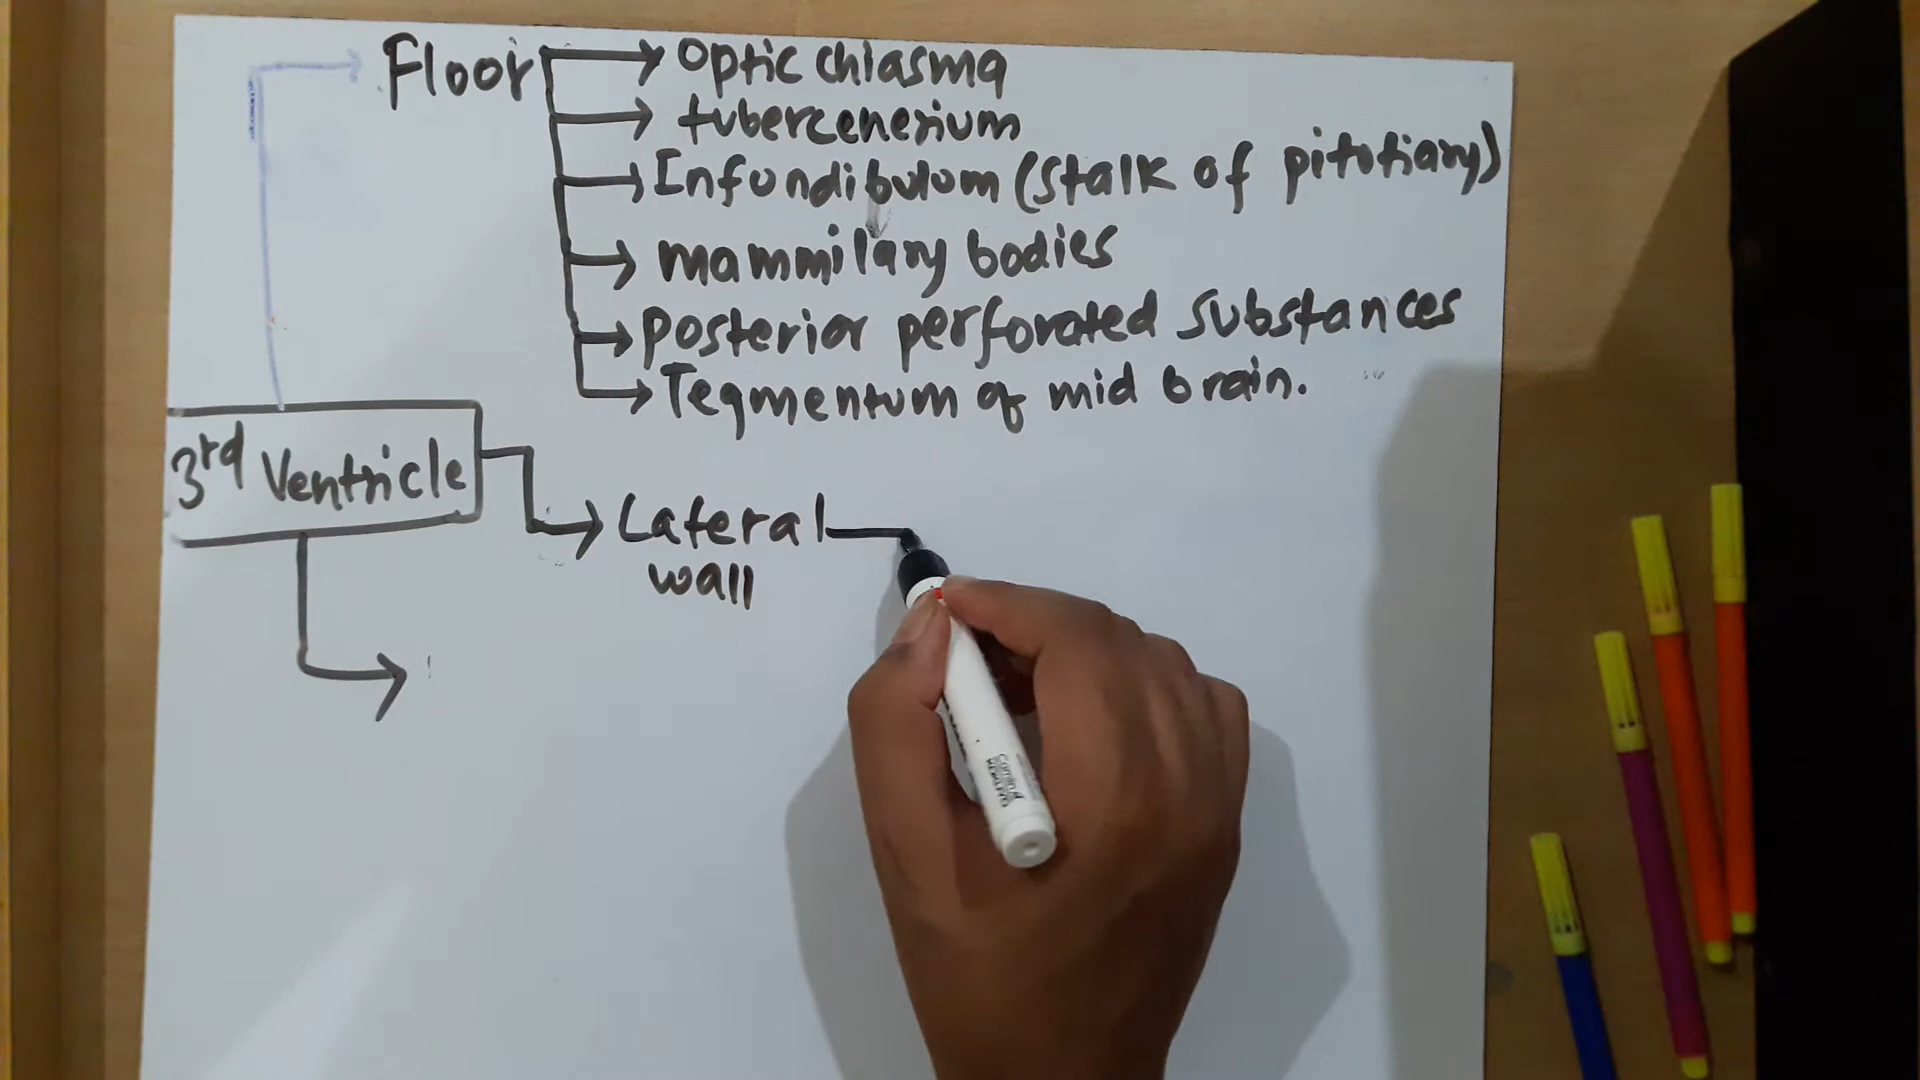 Floor
Optic chiasma
tubercenerium
Infundibulum (stalk of pitutiary)
mammilary bodies
posterior perforated substances
Tegmentum of mid brain.
3rd Ventricle
Lateral
wall